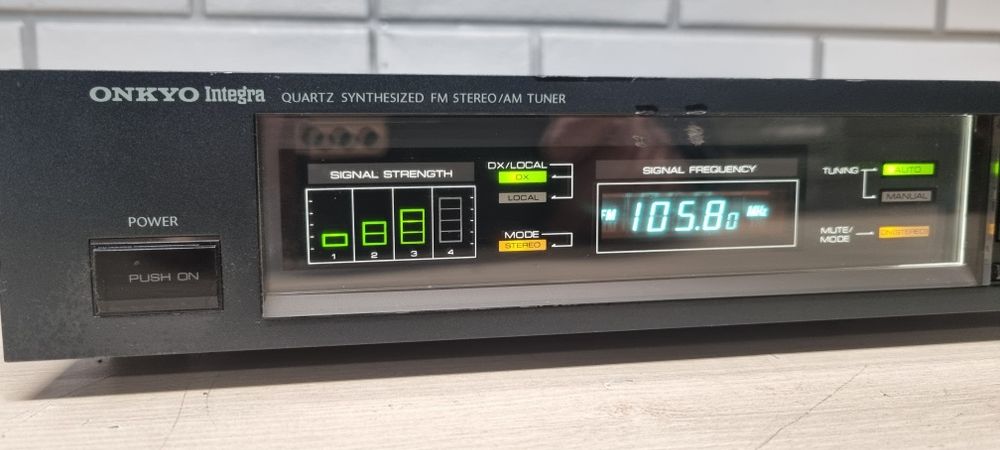 ONKYO Integra QUARTZ SYNTHESIZED FM STEREO/AM TUNER
POWER
PUSH ON
SIGNAL STRENGTH
1 2 3 4
DX/LOCAL
DX
LOCAL
MODE
STEREO
SIGNAL FREQUENCY
FM 105.80 MHz
TUNING
AUTO
MANUAL
MUTE/
MODE
ON/STEREO